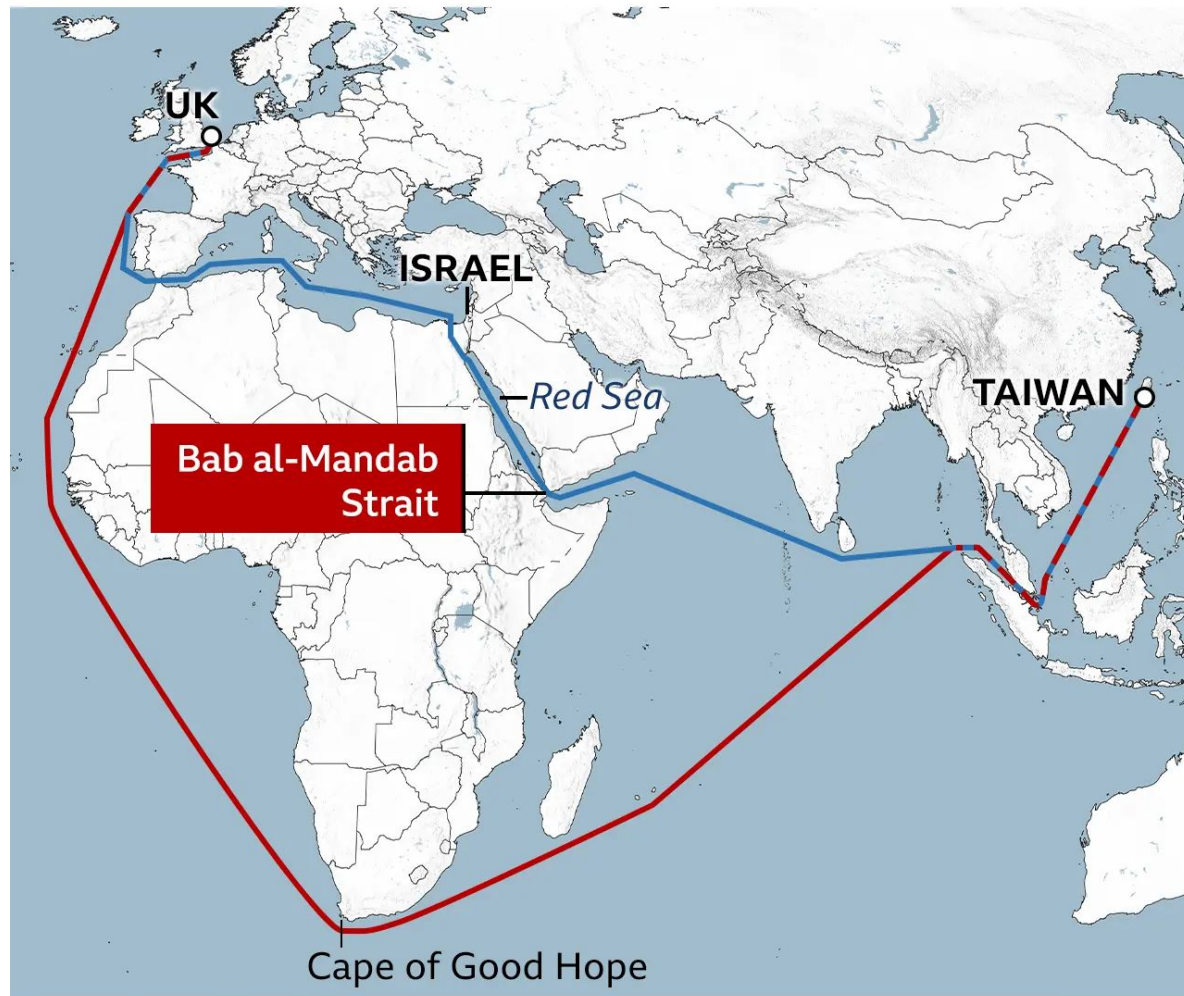 UK
ISRAEL
Red Sea
TAIWAN
Bab al-Mandab
Strait
Cape of Good Hope